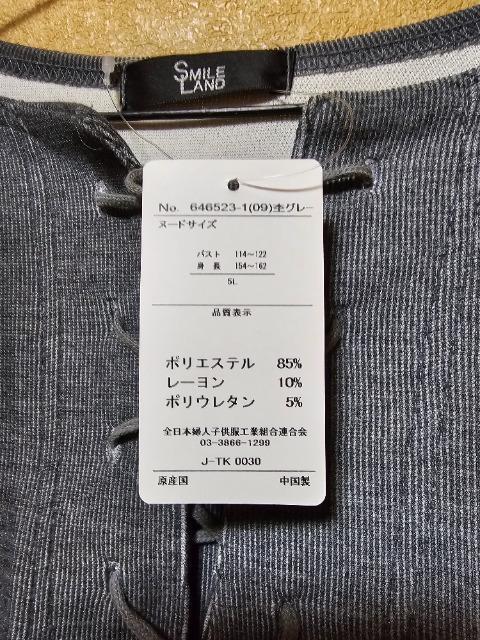 SMILE
LAND
No. 646523-1(09)杢グレー
ヌードサイズ
バスト 114～122
身長 154～162
5L
品質表示
ポリエステル 85%
レーヨン 10%
ポリウレタン 5%
全日本婦人子供服工業組合連合会
03-3866-1299
J-TK 0030
原産国 中国製